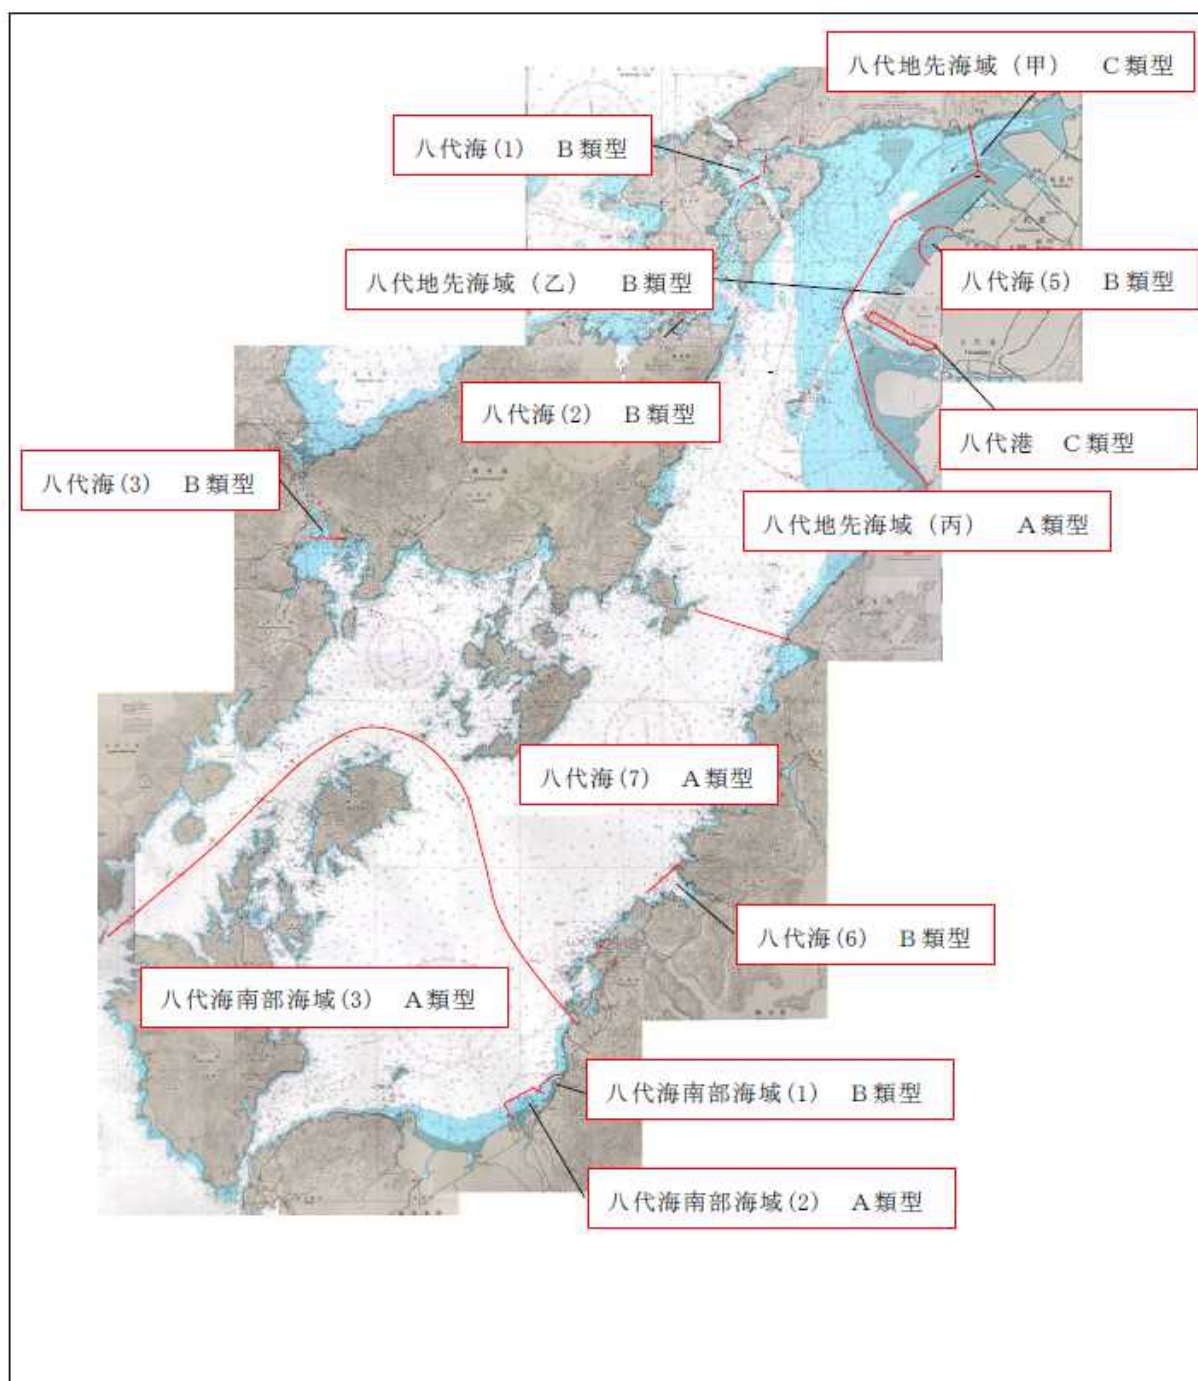 八代地先海域（甲）　C類型
八代海(1)　B類型
八代地先海域（乙）　B類型
八代海(5)　B類型
八代海(2)　B類型
八代港　C類型
八代海(3)　B類型
八代地先海域（丙）　A類型
八代海(7)　A類型
八代海(6)　B類型
八代海南部海域(3)　A類型
八代海南部海域(1)　B類型
八代海南部海域(2)　A類型